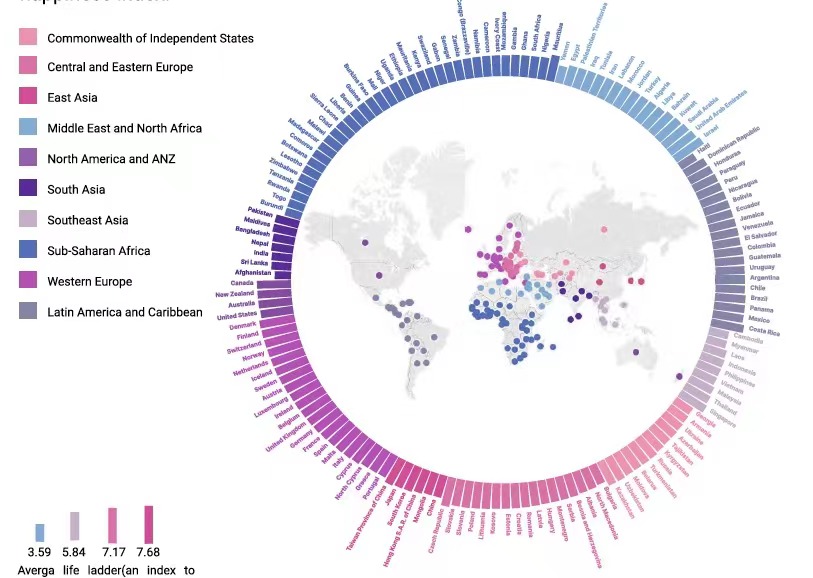 Commonwealth of Independent States
Central and Eastern Europe
East Asia
Middle East and North Africa
North America and ANZ
South Asia
Southeast Asia
Sub-Saharan Africa
Western Europe
Latin America and Caribbean
3.59 5.84 7.17 7.68
Averga life ladder(an index to
Congo (Brazzaville)
Namibia
Cameroon
Ivory Coast
Mozambique
Gambia
Ghana
South Africa
Nigeria
Mauritius
Yemen
Egypt
Palestinian Territories
Iraq
Tunisia
Iran
Lebanon
Morocco
Jordan
Turkey
Algeria
Libya
Bahrain
Kuwait
Saudi Arabia
United Arab Emirates
Israel
Haiti
Dominican Republic
Honduras
Paraguay
Peru
Nicaragua
Bolivia
Ecuador
Jamaica
Venezuela
El Salvador
Colombia
Guatemala
Uruguay
Argentina
Chile
Brazil
Panama
Mexico
Costa Rica
Cambodia
Myanmar
Laos
Indonesia
Philippines
Vietnam
Malaysia
Thailand
Singapore
Georgia
Armenia
Ukraine
Azerbaijan
Tajikistan
Kyrgyzstan
Russia
Turkmenistan
Belarus
Moldova
Uzbekistan
Kazakhstan
Bulgaria
North Macedonia
Albania
Bosnia and Herzegovina
Serbia
Montenegro
Hungary
Latvia
Romania
Croatia
Estonia
Kosovo
Lithuania
Poland
Slovenia
Slovakia
Czech Republic
China
Mongolia
Hong Kong S.A.R. of China
South Korea
Japan
Taiwan Province of China
Portugal
Greece
North Cyprus
Cyprus
Italy
Malta
Spain
France
Germany
United Kingdom
Belgium
Ireland
Luxembourg
Austria
Sweden
Iceland
Netherlands
Norway
Switzerland
Finland
Denmark
United States
Australia
New Zealand
Canada
Afghanistan
Sri Lanka
India
Nepal
Bangladesh
Maldives
Pakistan
Burundi
Togo
Rwanda
Tanzania
Zimbabwe
Lesotho
Botswana
Comoros
Madagascar
Malawi
Chad
Sierra Leone
Liberia
Benin
Guinea
Burkina Faso
Mali
Niger
Uganda
Ethiopia
Mauritania
Kenya
Swaziland
Gabon
Senegal
Zambia